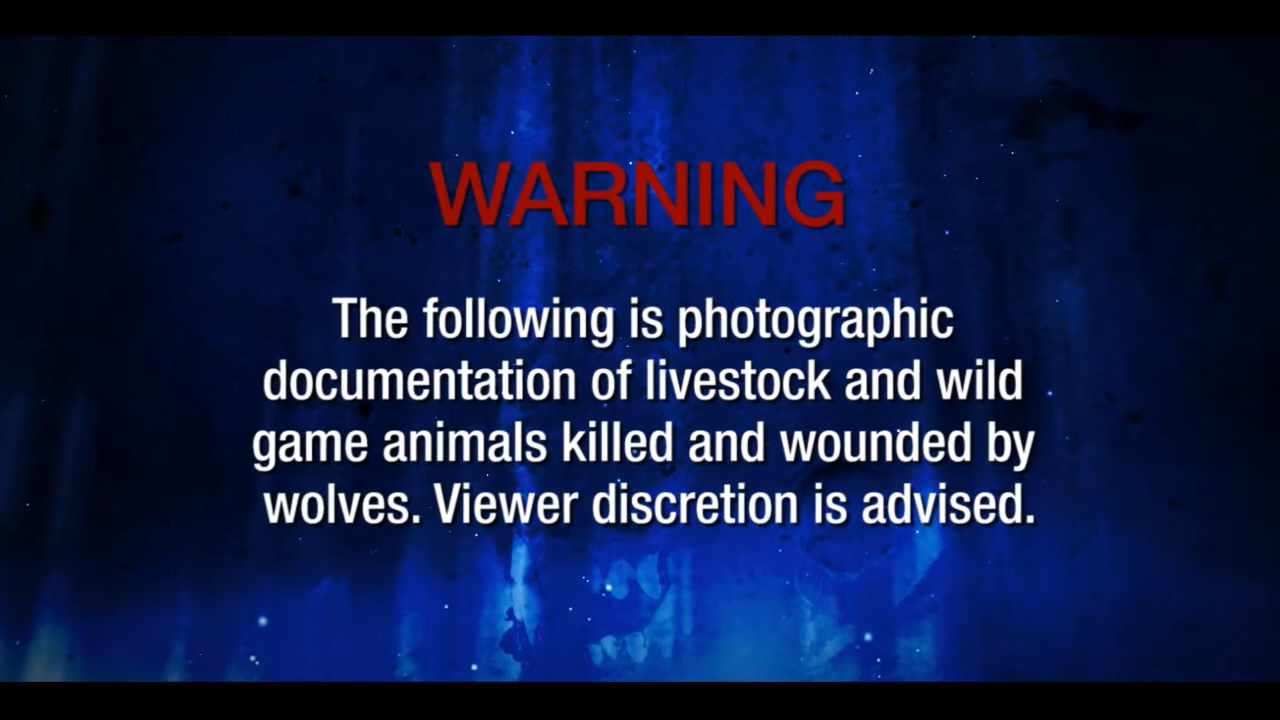 WARNING
The following is photographic
documentation of livestock and wild
game animals killed and wounded by
wolves. Viewer discretion is advised.